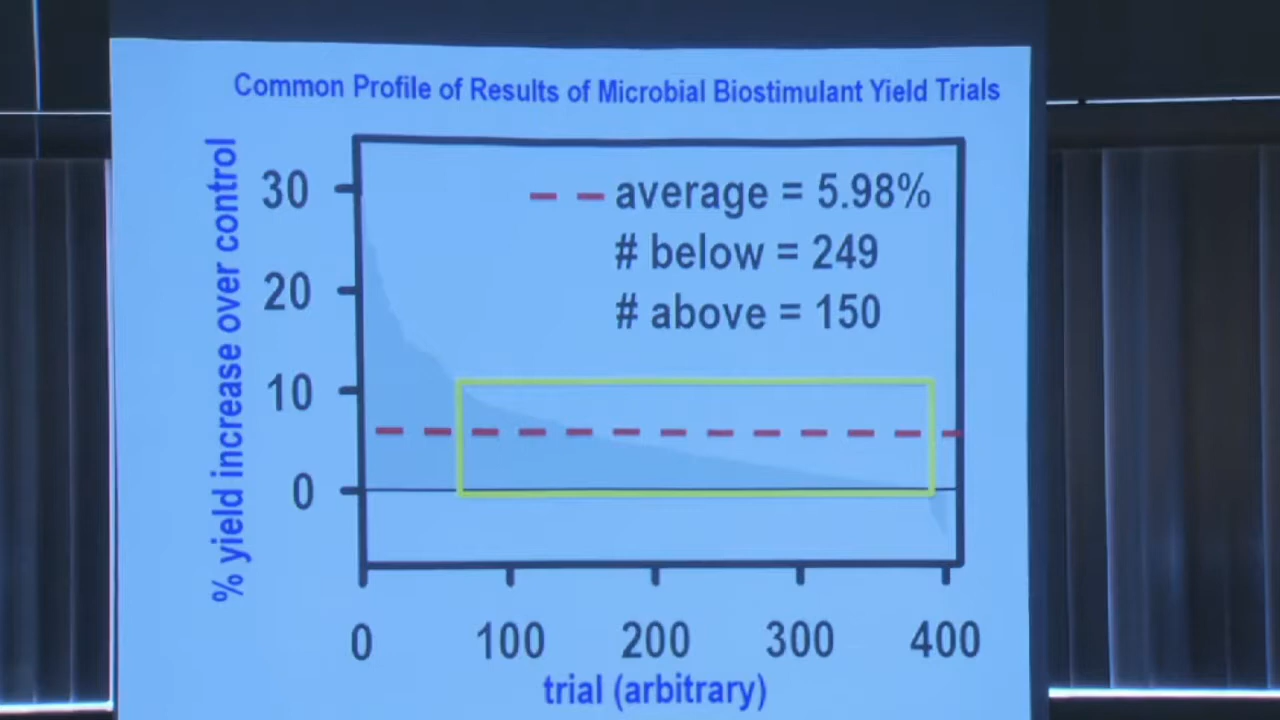 Common Profile of Results of Microbial Biostimulant Yield Trials
% yield increase over control
30
20
10
0
average = 5.98%
# below = 249
# above = 150
0 100 200 300 400
trial (arbitrary)